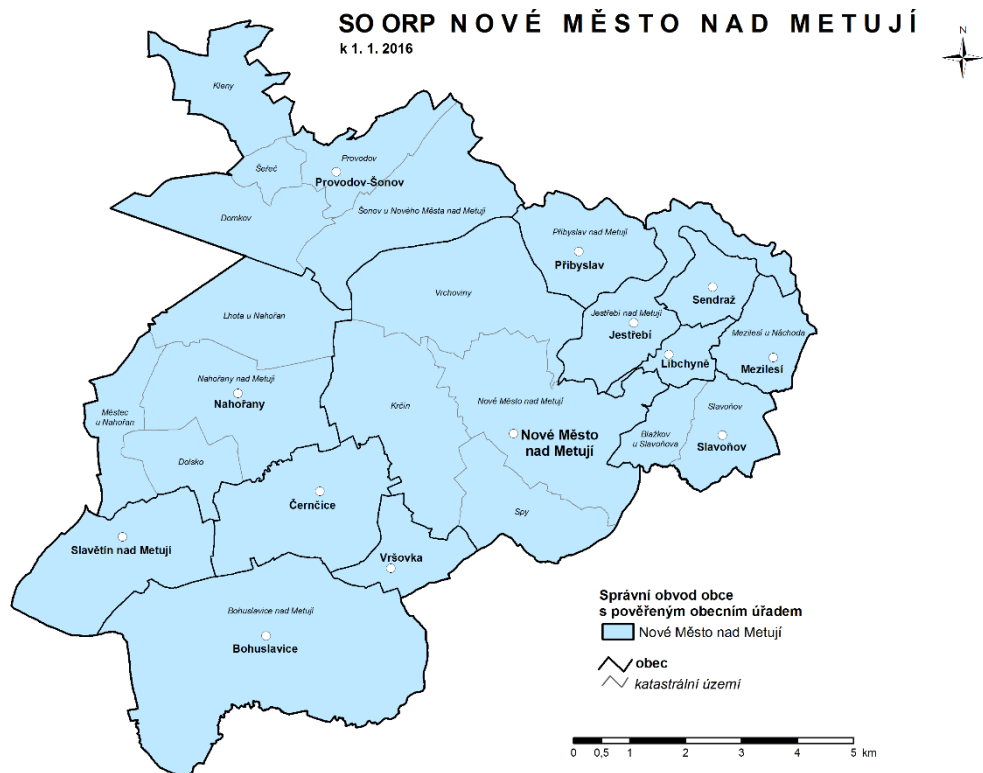 SO ORP NOVÉ MĚSTO NAD METUJÍ
k 1. 1. 2016
N
Kleny
Šeřeč
Provodov
Provodov-Šonov
Domkov
Šonov u Nového Města nad Metují
Přibyslav nad Metují
Přibyslav
Sendraž
Vrchoviny
Lhota u Nahořan
Jestřebí nad Metují
Jestřebí
Mezilesí u Náchoda
Libchyně
Mezilesí
Nahořany nad Metují
Nahořany
Městec
u Nahořan
Krčín
Nové Město nad Metují
Nové Město
nad Metují
Slavoňov
Blažkov
u Slavoňova
Slavoňov
Dolsko
Černčice
Spy
Slavětín nad Metují
Vršovka
Bohuslavice nad Metují
Bohuslavice
Správní obvod obce
s pověřeným obecním úřadem
Nové Město nad Metují
obec
katastrální území
0 0,5 1 2 3 4 5 km